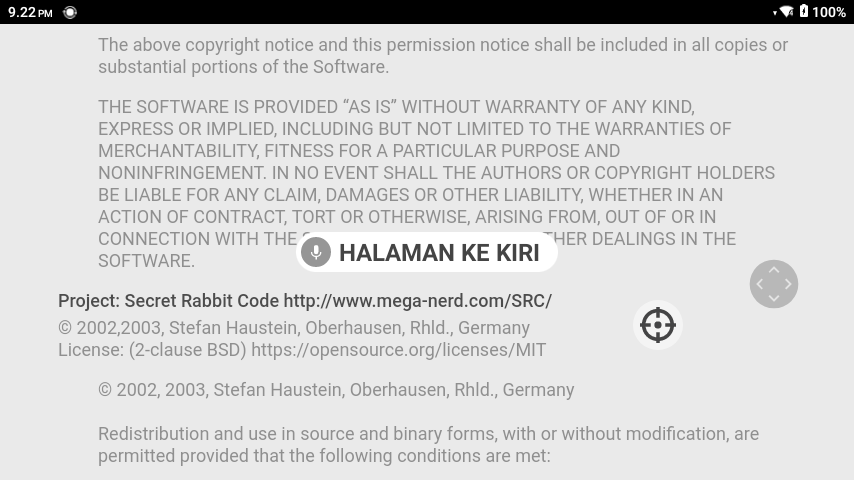 9.22 PM
100%
The above copyright notice and this permission notice shall be included in all copies or
substantial portions of the Software.
THE SOFTWARE IS PROVIDED “AS IS” WITHOUT WARRANTY OF ANY KIND,
EXPRESS OR IMPLIED, INCLUDING BUT NOT LIMITED TO THE WARRANTIES OF
MERCHANTABILITY, FITNESS FOR A PARTICULAR PURPOSE AND
NONINFRINGEMENT. IN NO EVENT SHALL THE AUTHORS OR COPYRIGHT HOLDERS
BE LIABLE FOR ANY CLAIM, DAMAGES OR OTHER LIABILITY, WHETHER IN AN
ACTION OF CONTRACT, TORT OR OTHERWISE, ARISING FROM, OUT OF OR IN
CONNECTION WITH THE DEALINGS IN THE
HALAMAN KE KIRI
SOFTWARE.
Project: Secret Rabbit Code http://www.mega-nerd.com/SRC/
© 2002,2003, Stefan Haustein, Oberhausen, Rhld., Germany
License: (2-clause BSD) https://opensource.org/licenses/MIT
© 2002, 2003, Stefan Haustein, Oberhausen, Rhld., Germany
Redistribution and use in source and binary forms, with or without modification, are
permitted provided that the following conditions are met: